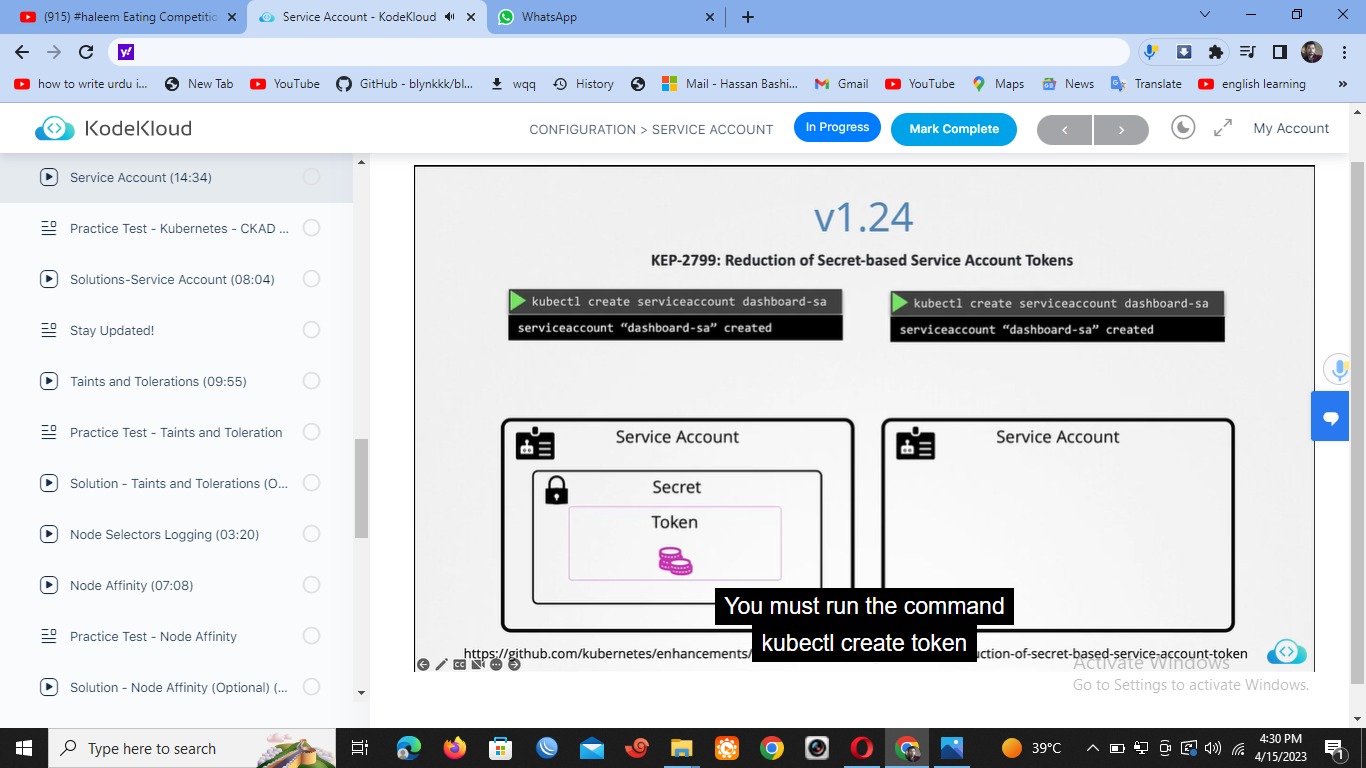 (915) #haleem Eating Competitio
Service Account - KodeKloud
WhatsApp
how to write urdu i...
New Tab
YouTube
GitHub - blynkkk/bl...
wqq
History
Mail - Hassan Bashi...
Gmail
YouTube
Maps
News
Translate
english learning
KodeKloud
CONFIGURATION > SERVICE ACCOUNT
In Progress
Mark Complete
My Account
Service Account (14:34)
Practice Test - Kubernetes - CKAD ...
Solutions-Service Account (08:04)
Stay Updated!
Taints and Tolerations (09:55)
Practice Test - Taints and Toleration
Solution - Taints and Tolerations (O...
Node Selectors Logging (03:20)
Node Affinity (07:08)
Practice Test - Node Affinity
Solution - Node Affinity (Optional) (...
v1.24
KEP-2799: Reduction of Secret-based Service Account Tokens
kubectl create serviceaccount dashboard-sa
serviceaccount “dashboard-sa” created
kubectl create serviceaccount dashboard-sa
serviceaccount “dashboard-sa” created
Service Account
Secret
Token
Service Account
You must run the command
kubectl create token
https://github.com/kubernetes/enhancements/
uction-of-secret-based-service-account-token
Activate Windows
Go to Settings to activate Windows.
Type here to search
39°C
4:30 PM
4/15/2023
1